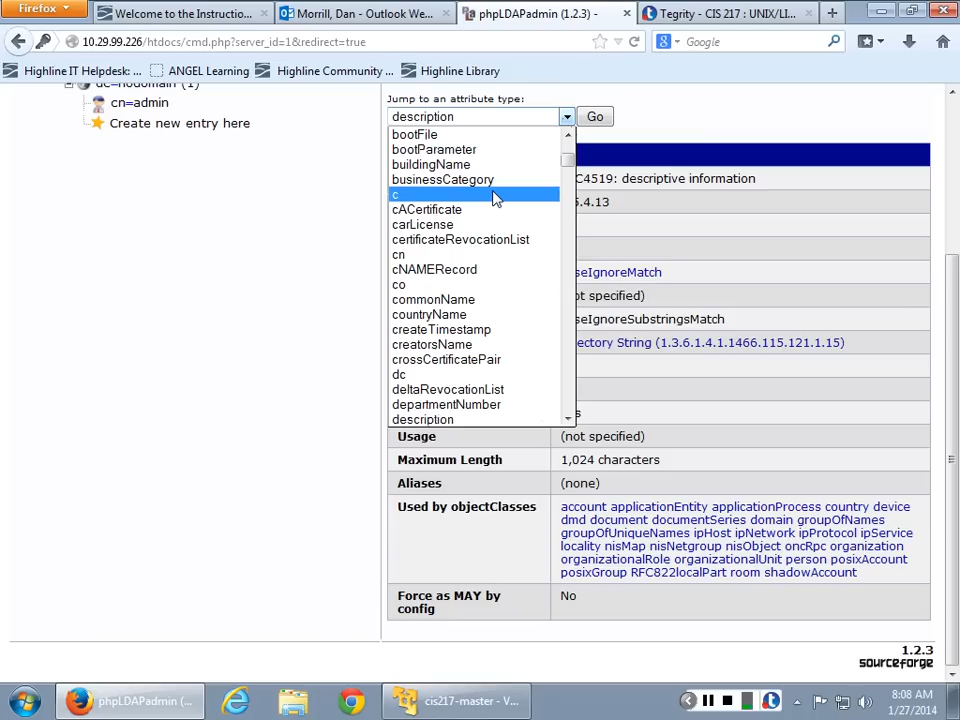 Firefox
Welcome to the Instruction...
Morrill, Dan - Outlook We...
phpLDAPadmin (1.2.3) -
Tegrity - CIS 217 : UNIX/LI...
10.29.99.226/htdocs/cmd.php?server_id=1&redirect=true
Google
Highline IT Helpdesk: ...
ANGEL Learning
Highline Community ...
Highline Library
dc=nodomain (1)
cn=admin
Create new entry here
Jump to an attribute type:
description
Go
bootFile
bootParameter
buildingName
businessCategory
c
cACertificate
carLicense
certificateRevocationList
cn
cNAMERecord
co
commonName
countryName
createTimestamp
creatorsName
crossCertificatePair
dc
deltaRevocationList
departmentNumber
description
C4519: descriptive information
5.4.13
seIgnoreMatch
ot specified)
seIgnoreSubstringsMatch
ectory String (1.3.6.1.4.1.1466.115.121.1.15)
s
Usage
(not specified)
Maximum Length
1,024 characters
Aliases
(none)
Used by objectClasses
account applicationEntity applicationProcess country device
dmd document documentSeries domain groupOfNames
groupOfUniqueNames ipHost ipNetwork ipProtocol ipService
locality nisMap nisNetgroup nisObject oncRpc organization
organizationalRole organizationalUnit person posixAccount
posixGroup RFC822localPart room shadowAccount
Force as MAY by
config
No
1.2.3
sourceforge
phpLDAPadmin (...
cis217-master - V...
8:08 AM
1/27/2014